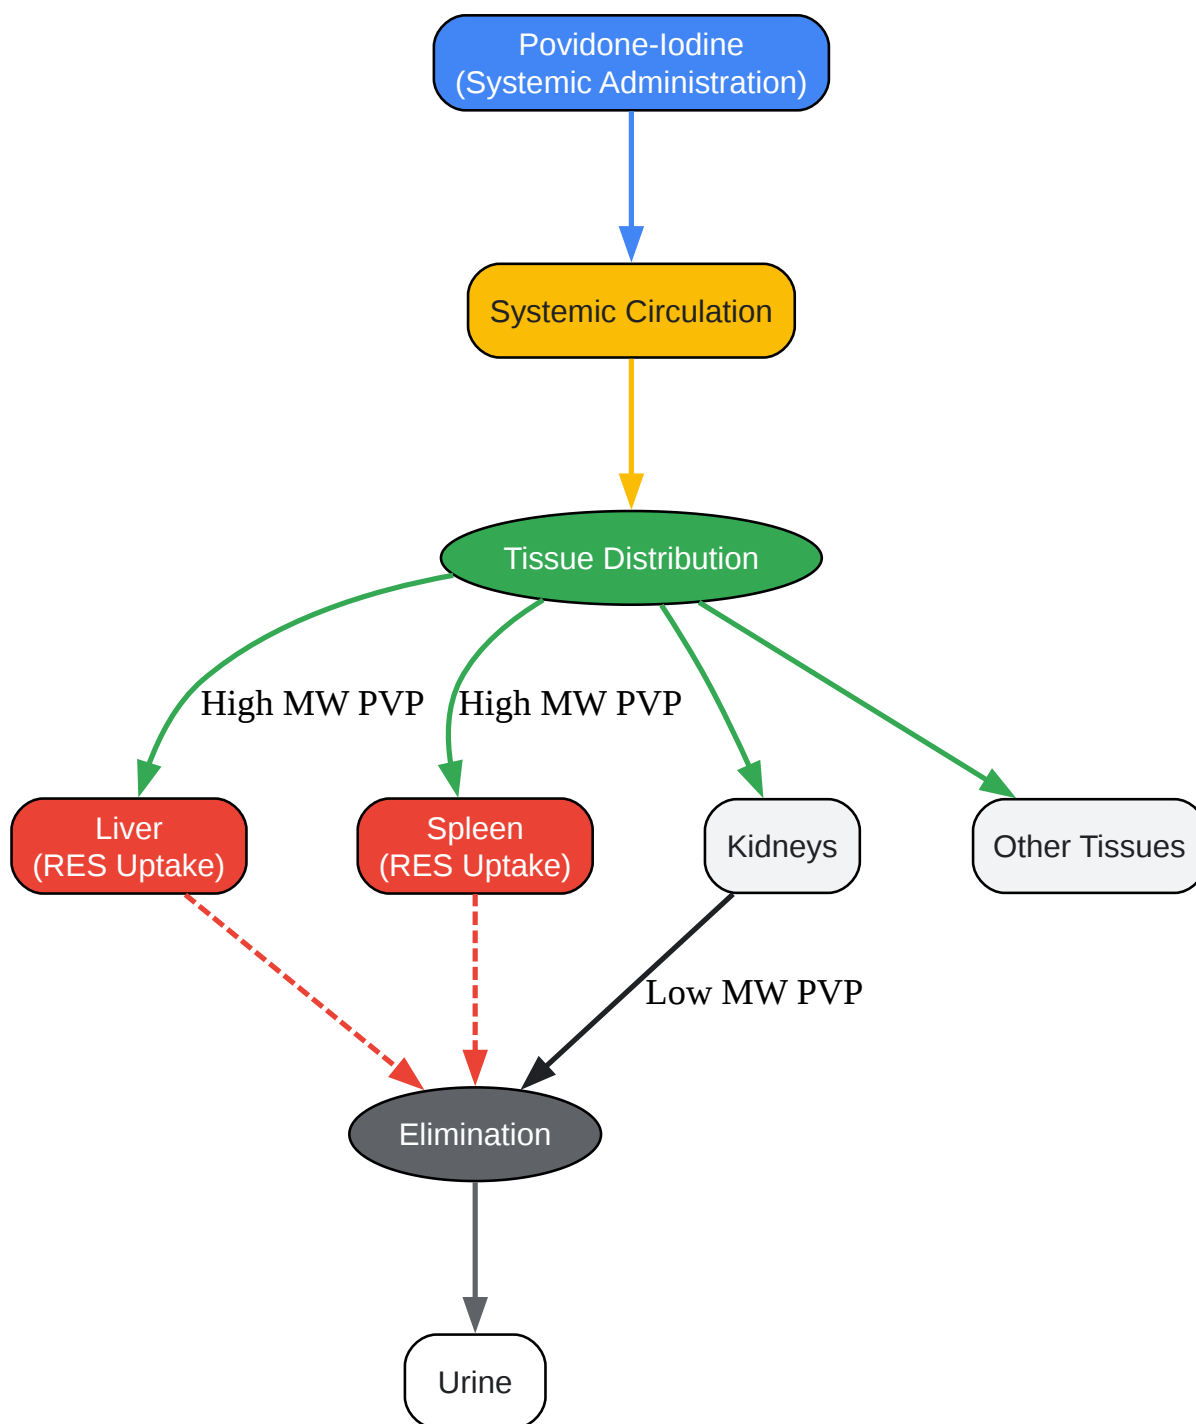 Povidone-Iodine
(Systemic Administration)
Systemic Circulation
Tissue Distribution
High MW PVP
High MW PVP
Liver
(RES Uptake)
Spleen
(RES Uptake)
Kidneys
Other Tissues
Low MW PVP
Elimination
Urine